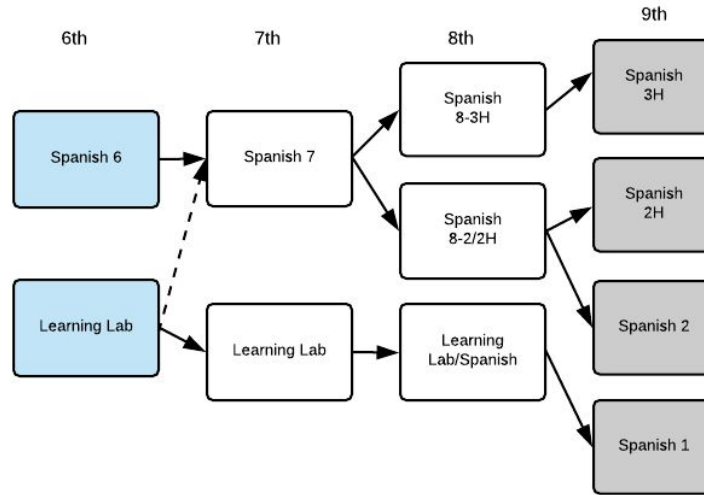 6th
7th
8th
9th
Spanish 6
Spanish 7
Spanish
8-3H
Spanish
3H
Spanish
8-2/2H
Spanish
2H
Learning Lab
Learning Lab
Learning
Lab/Spanish
Spanish 2
Spanish 1